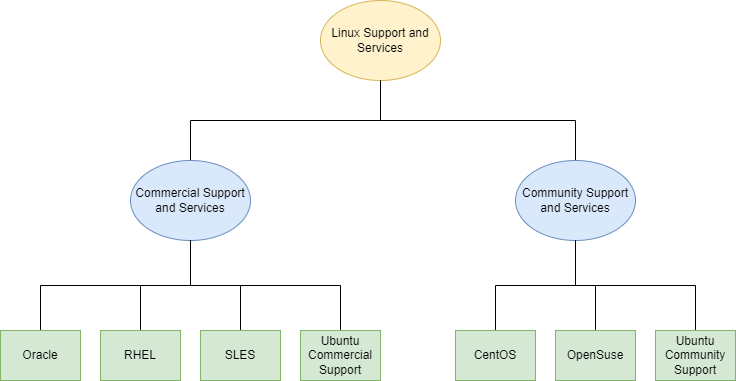 Linux Support and
Services
Commercial Support
and Services
Community Support
and Services
Oracle
RHEL
SLES
Ubuntu
Commercial
Support
CentOS
OpenSuse
Ubuntu
Community
Support